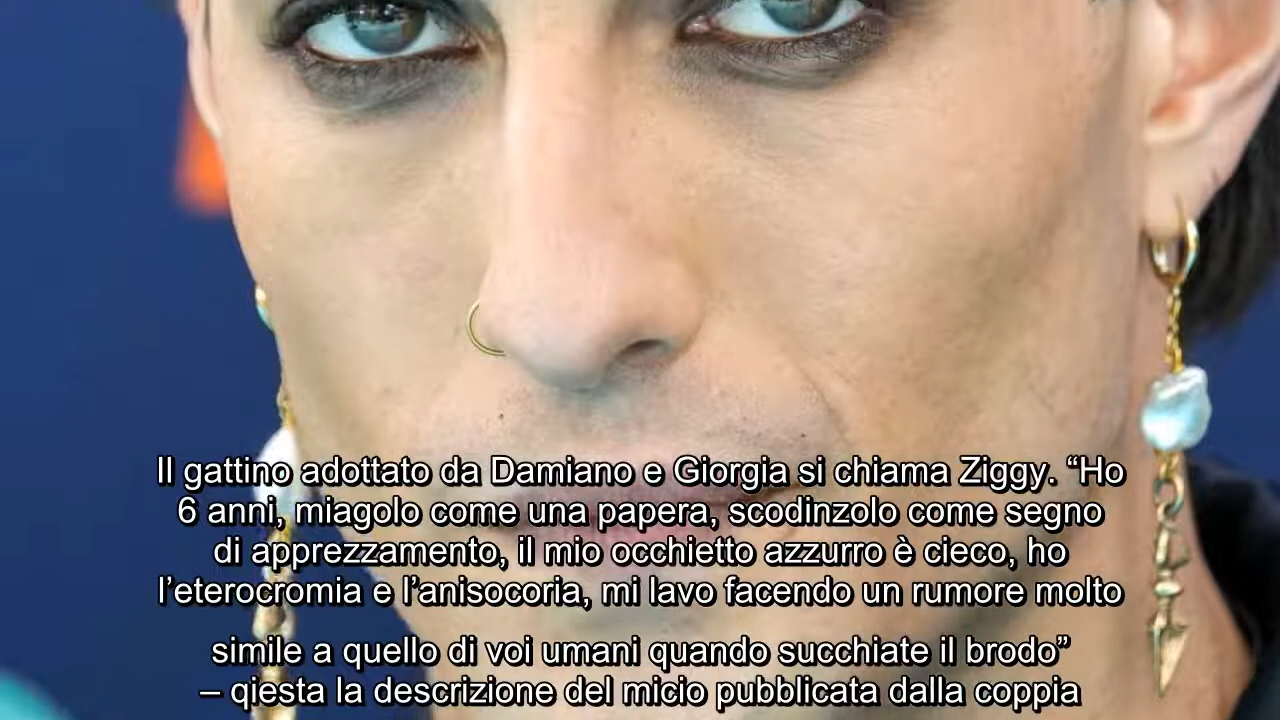 Il gattino adottato da Damiano e Giorgia si chiama Ziggy. “Ho
6 anni, miagolo come una papera, scodinzolo come segno
di apprezzamento, il mio occhietto azzurro è cieco, ho
l’eterocromia e l’anisocoria, mi lavo facendo un rumore molto
simile a quello di voi umani quando succhiate il brodo”
– qiesta la descrizione del micio pubblicata dalla coppia